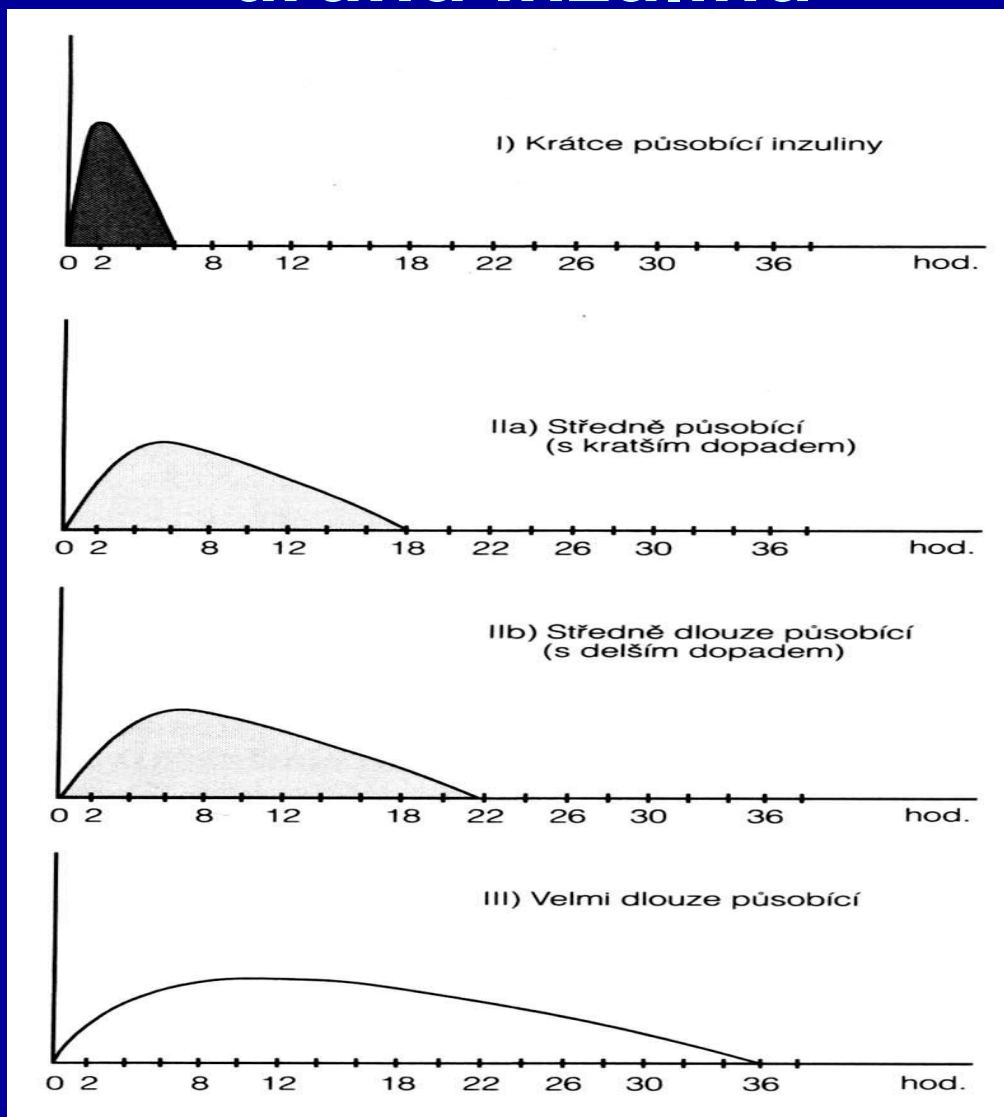 I) Krátce působící inzuliny
0 2 8 12 18 22 26 30 36 hod.
IIa) Středně působící
(s kratším dopadem)
0 2 8 12 18 22 26 30 36 hod.
IIb) Středně dlouze působící
(s delším dopadem)
0 2 8 12 18 22 26 30 36 hod.
III) Velmi dlouze působící
0 2 8 12 18 22 26 30 36 hod.